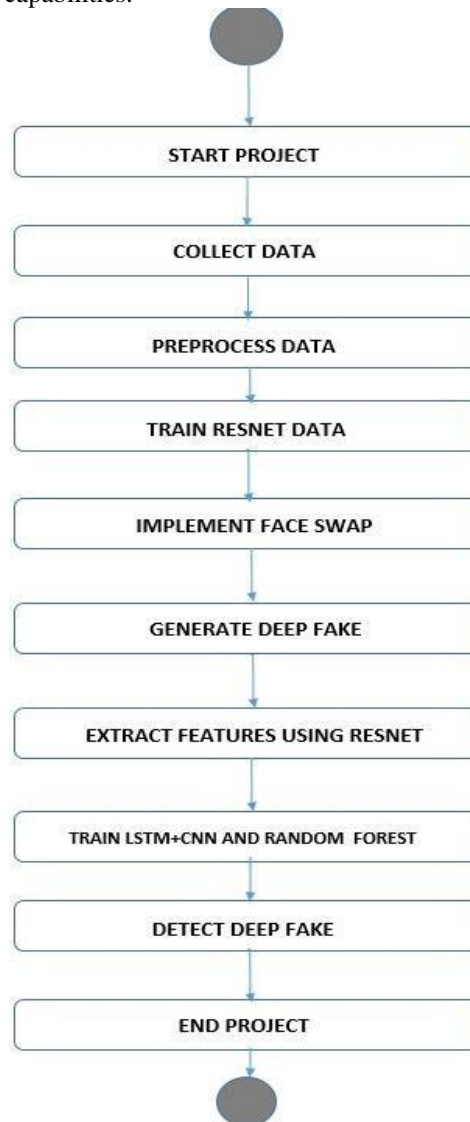 capabilities.
START PROJECT
COLLECT DATA
PREPROCESS DATA
TRAIN RESNET DATA
IMPLEMENT FACE SWAP
GENERATE DEEP FAKE
EXTRACT FEATURES USING RESNET
TRAIN LSTM+CNN AND RANDOM FOREST
DETECT DEEP FAKE
END PROJECT